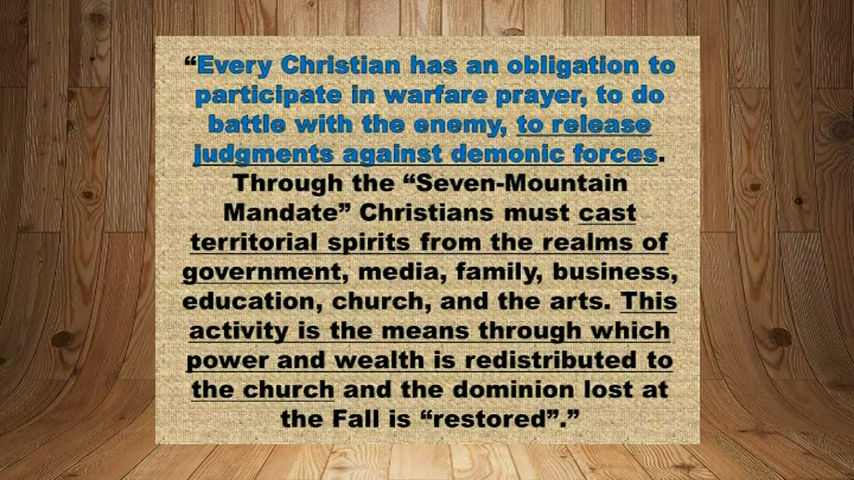 “Every Christian has an obligation to
participate in warfare prayer, to do
battle with the enemy, to release
judgments against demonic forces.
Through the “Seven-Mountain
Mandate” Christians must cast
territorial spirits from the realms of
government, media, family, business,
education, church, and the arts. This
activity is the means through which
power and wealth is redistributed to
the church and the dominion lost at
the Fall is “restored”.”